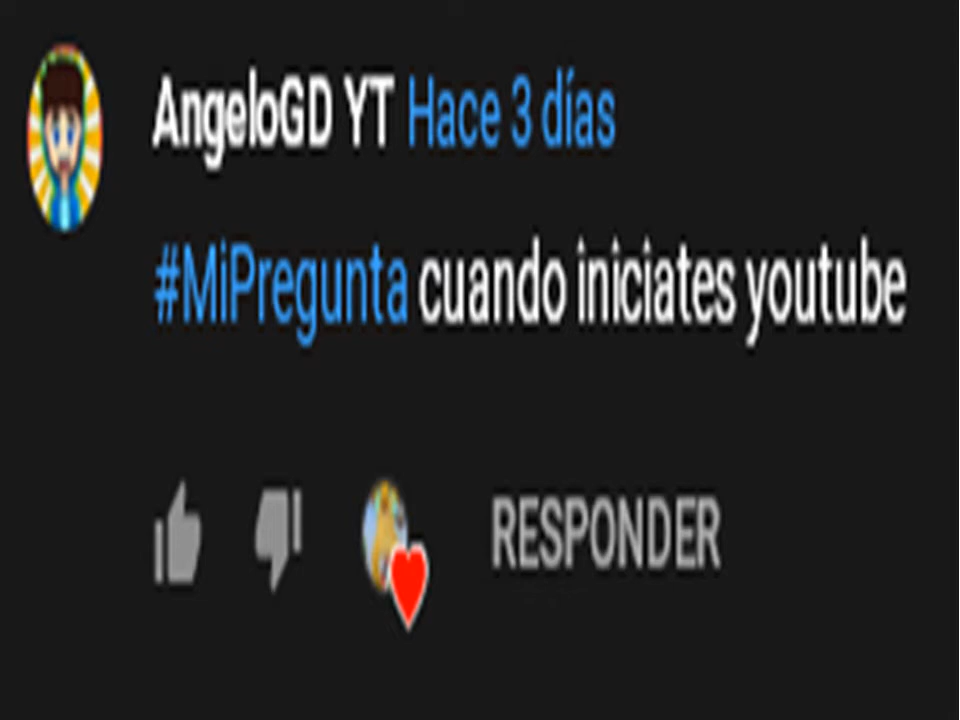 AngeloGD YT Hace 3 días
#MiPregunta cuando iniciates youtube
RESPONDER